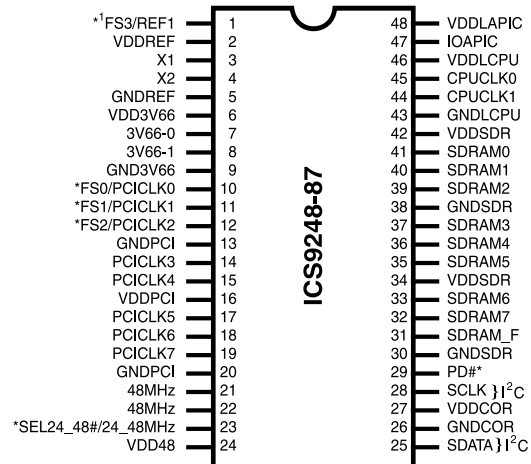 *¹FS3/REF1 1 48 VDDLAPIC
VDDREF 2 47 IOAPIC
X1 3 46 VDDLCPU
X2 4 45 CPUCLK0
GNDREF 5 44 CPUCLK1
VDD3V66 6 43 GNDLCPU
3V66-0 7 42 VDDSDR
3V66-1 8 41 SDRAM0
GND3V66 9 40 SDRAM1
*FS0/PCICLK0 10 39 SDRAM2
*FS1/PCICLK1 11 38 GNDSDR
*FS2/PCICLK2 12 37 SDRAM3
GNDPCI 13 36 SDRAM4
PCICLK3 14 35 SDRAM5
PCICLK4 15 34 VDDSDR
VDDPCI 16 33 SDRAM6
PCICLK5 17 32 SDRAM7
PCICLK6 18 31 SDRAM_F
PCICLK7 19 30 GNDSDR
GNDPCI 20 29 PD#*
48MHz 21 28 SCLK }I²C
48MHz 22 27 VDDCOR
*SEL24_48#/24_48MHz 23 26 GNDCOR
VDD48 24 25 SDATA }I²C
ICS9248-87